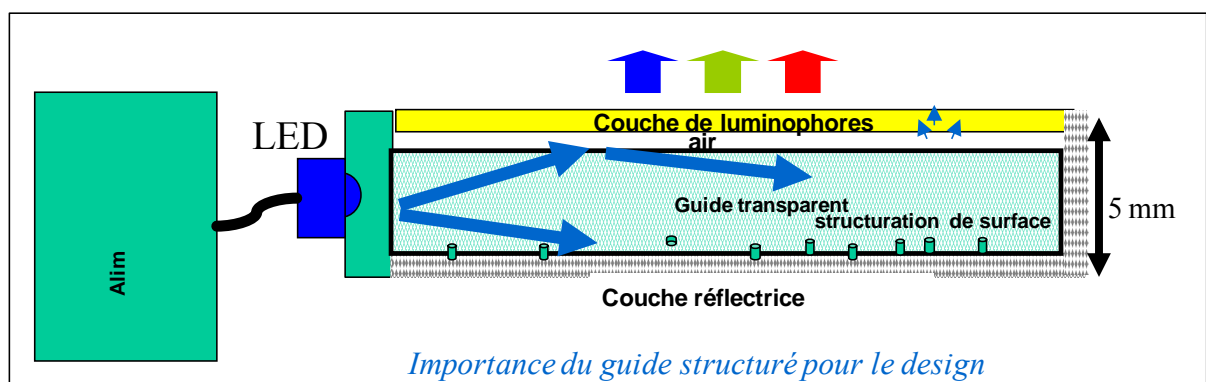 LED
Alim
Couche de luminophores
air
Guide transparent
structuration de surface
5 mm
Couche réflectrice
Importance du guide structuré pour le design